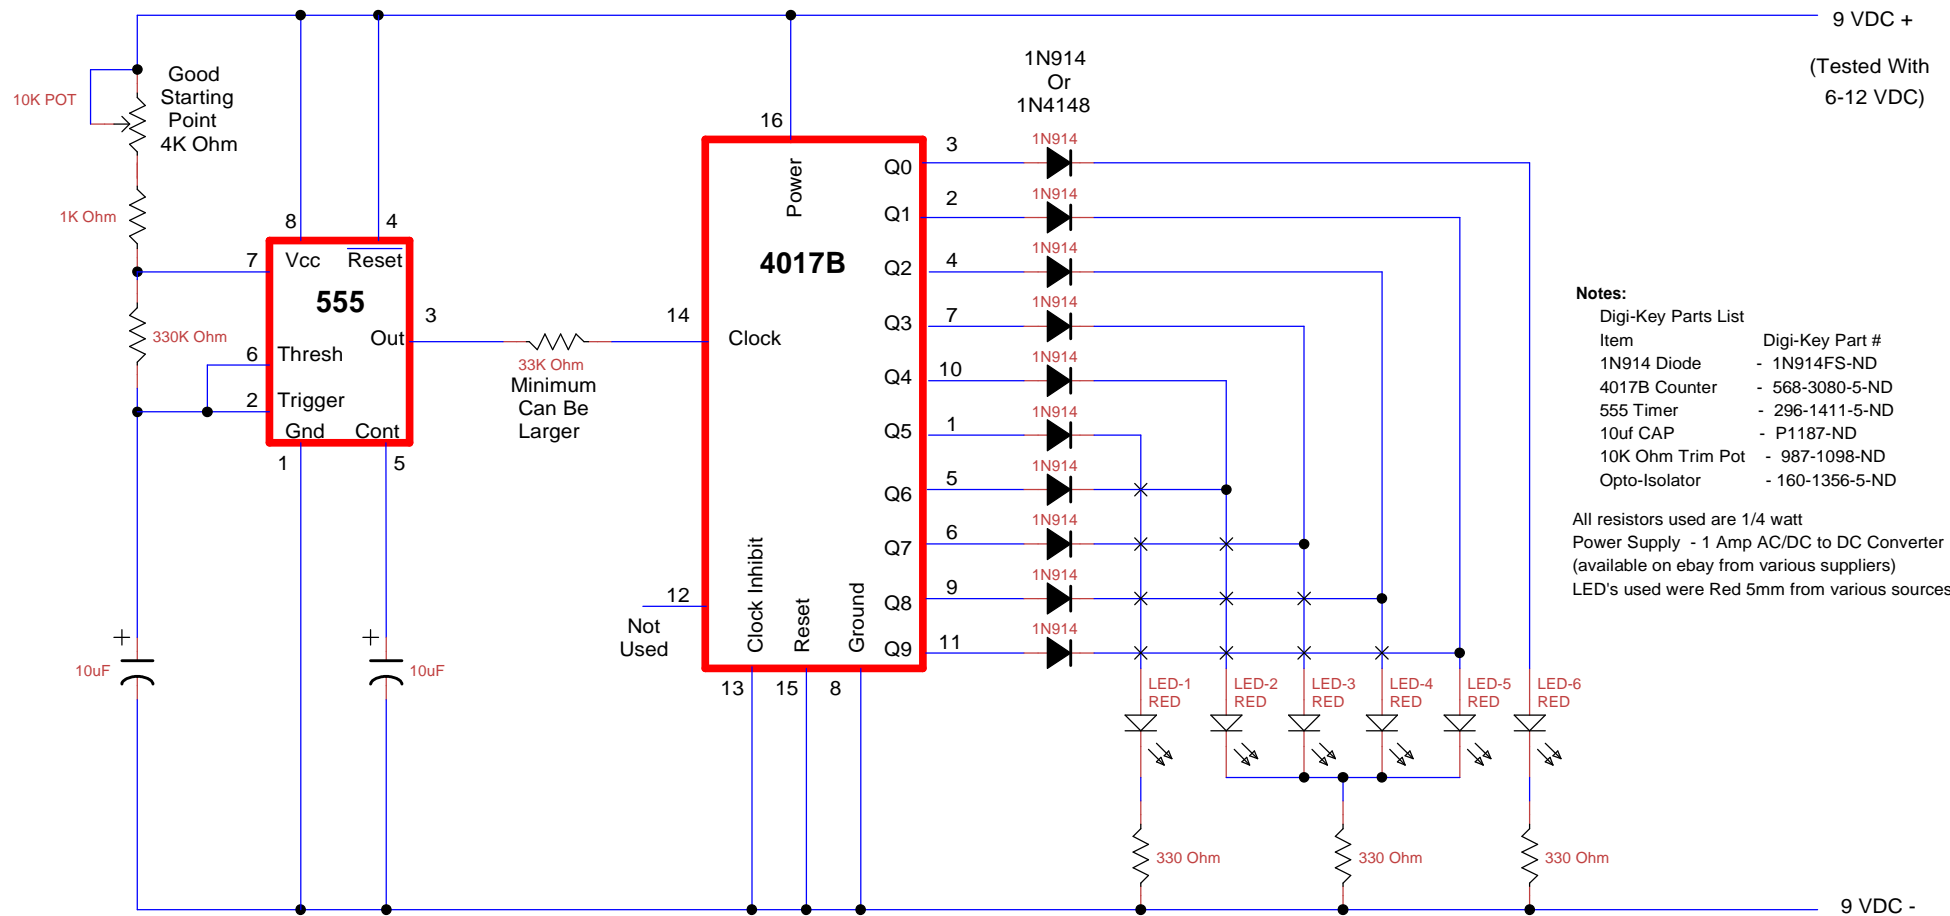 9 VDC +
(Tested With
6-12 VDC)
10K POT
Good
Starting
Point
4K Ohm
1K Ohm
330K Ohm
8
4
7
Vcc
Reset
555
Out
3
6
Thresh
2
Trigger
Gnd
Cont
1
5
+
10uF
+
10uF
33K Ohm
Minimum
Can Be
Larger
16
Power
4017B
14
Clock
12
Not
Used
Clock Inhibit
Reset
Ground
13
15
8
Q0
3
Q1
2
Q2
4
Q3
7
Q4
10
Q5
1
Q6
5
Q7
6
Q8
9
Q9
11
1N914
Or
1N4148
1N914
1N914
1N914
1N914
1N914
1N914
1N914
1N914
1N914
1N914
LED-1
RED
LED-2
RED
LED-3
RED
LED-4
RED
LED-5
RED
LED-6
RED
330 Ohm
330 Ohm
330 Ohm
Notes:
Digi-Key Parts List
Item Digi-Key Part #
1N914 Diode - 1N914FS-ND
4017B Counter - 568-3080-5-ND
555 Timer - 296-1411-5-ND
10uf CAP - P1187-ND
10K Ohm Trim Pot - 987-1098-ND
Opto-Isolator - 160-1356-5-ND
All resistors used are 1/4 watt
Power Supply - 1 Amp AC/DC to DC Converter
(available on ebay from various suppliers)
LED's used were Red 5mm from various sources
9 VDC -